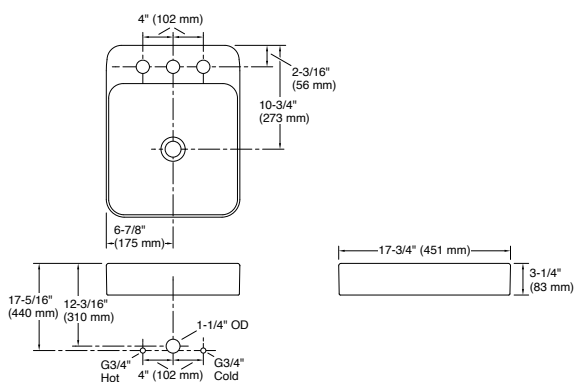 4" (102 mm)
2-3/16"
(56 mm)
10-3/4"
(273 mm)
6-7/8"
(175 mm)
17-3/4" (451 mm)
3-1/4"
(83 mm)
17-5/16"
(440 mm)
12-3/16"
(310 mm)
1-1/4" OD
G3/4"
Hot
4" (102 mm)
G3/4"
Cold